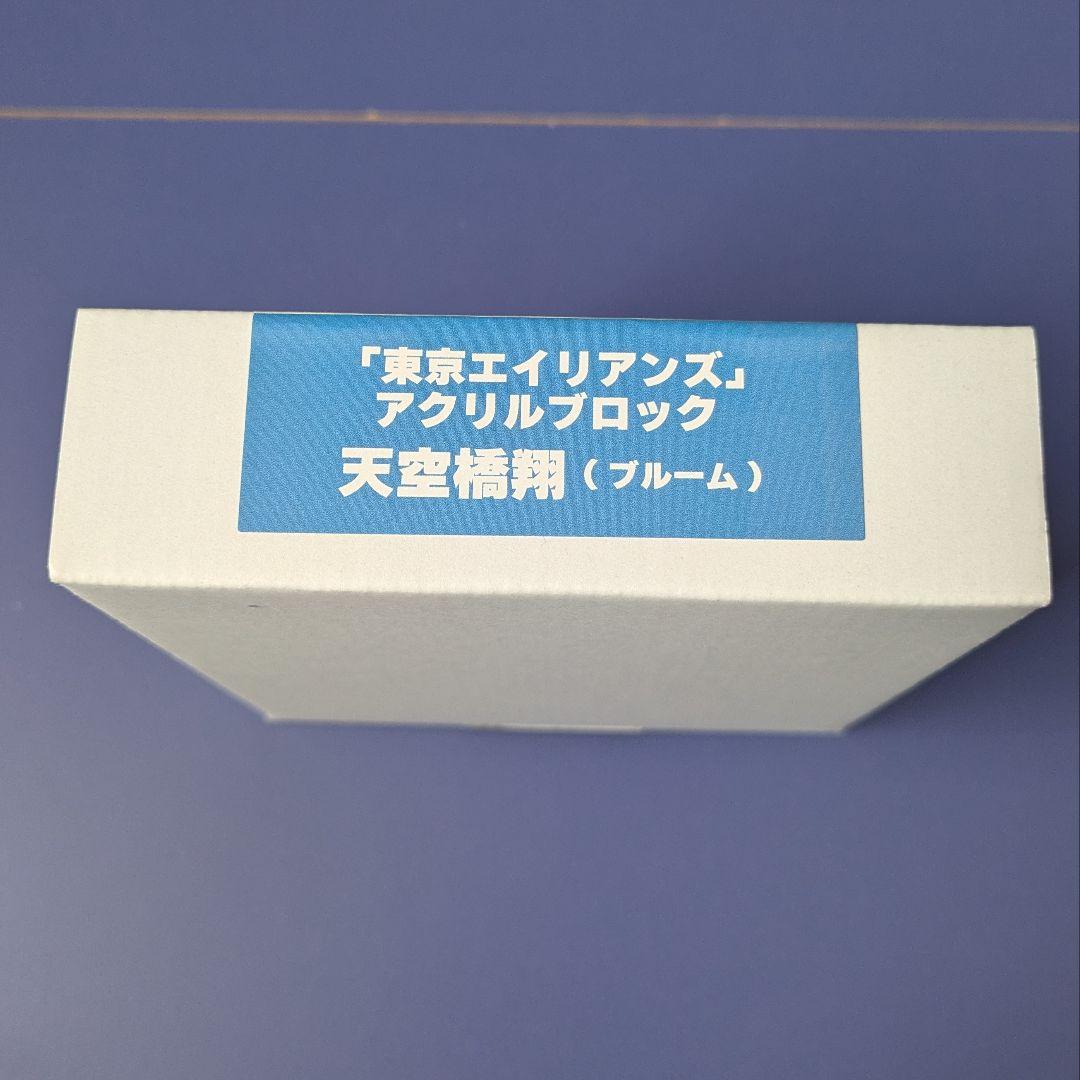 「東京エイリアンズ」
アクリルブロック
天空橋翔(ブルーム)